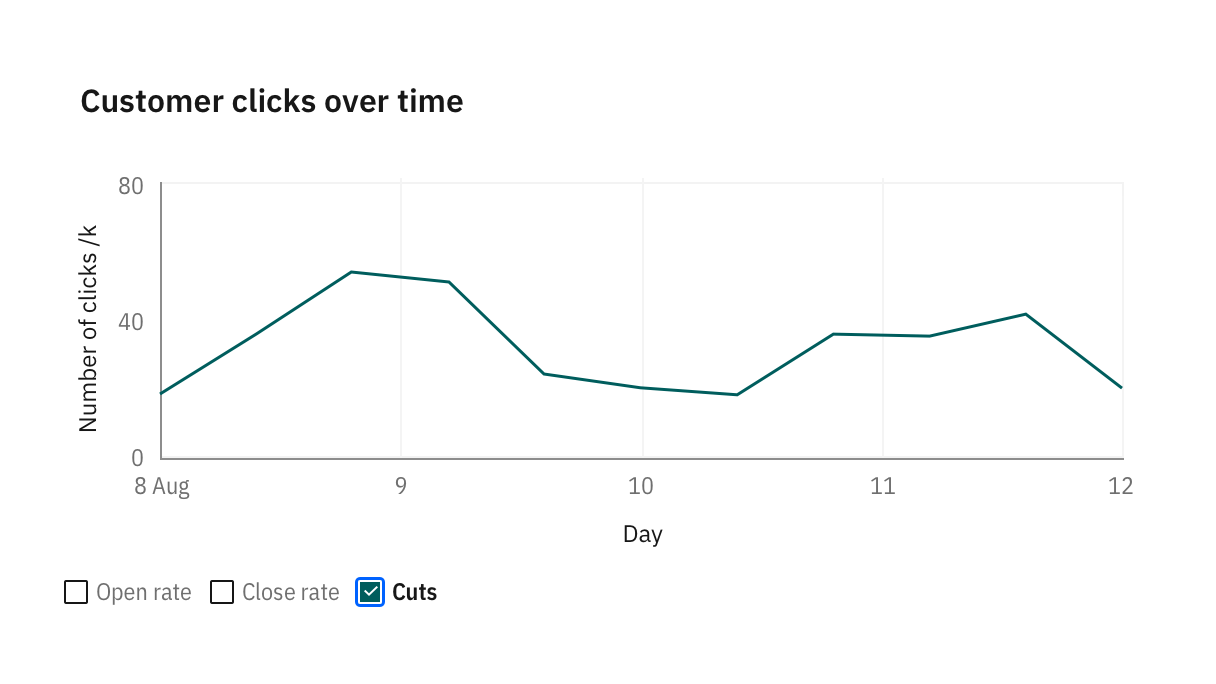 Customer clicks over time
80
40
0
Number of clicks /k
8 Aug 9 10 11 12
Day
Open rate Close rate Cuts